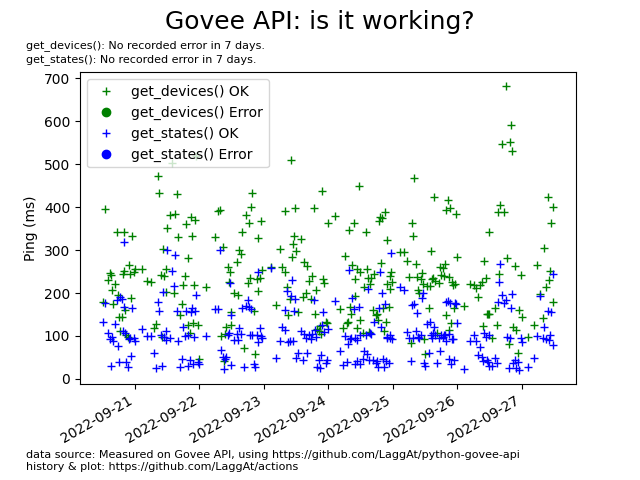 Govee API: is it working?
get_devices(): No recorded error in 7 days.
get_states(): No recorded error in 7 days.
get_devices() OK
get_devices() Error
get_states() OK
get_states() Error
Ping (ms)
700
600
500
400
300
200
100
0
2022-09-21
2022-09-22
2022-09-23
2022-09-24
2022-09-25
2022-09-26
2022-09-27
data source: Measured on Govee API, using https://github.com/LaggAt/python-govee-api
history & plot: https://github.com/LaggAt/actions